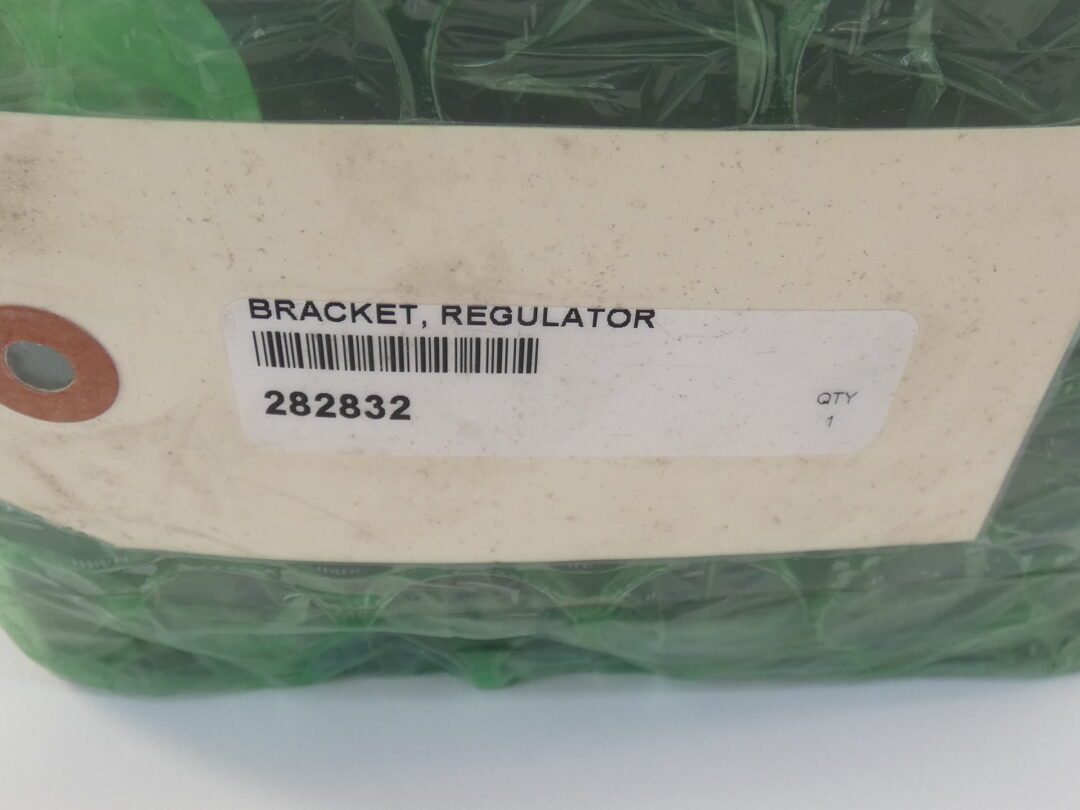 BRACKET, REGULATOR
282832
QTY
1